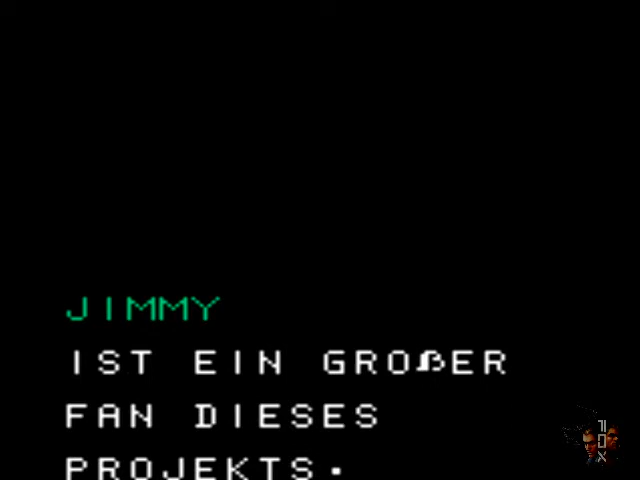 JIMMY
IST EIN GROßER
FAN DIESES
PROJEKTS.